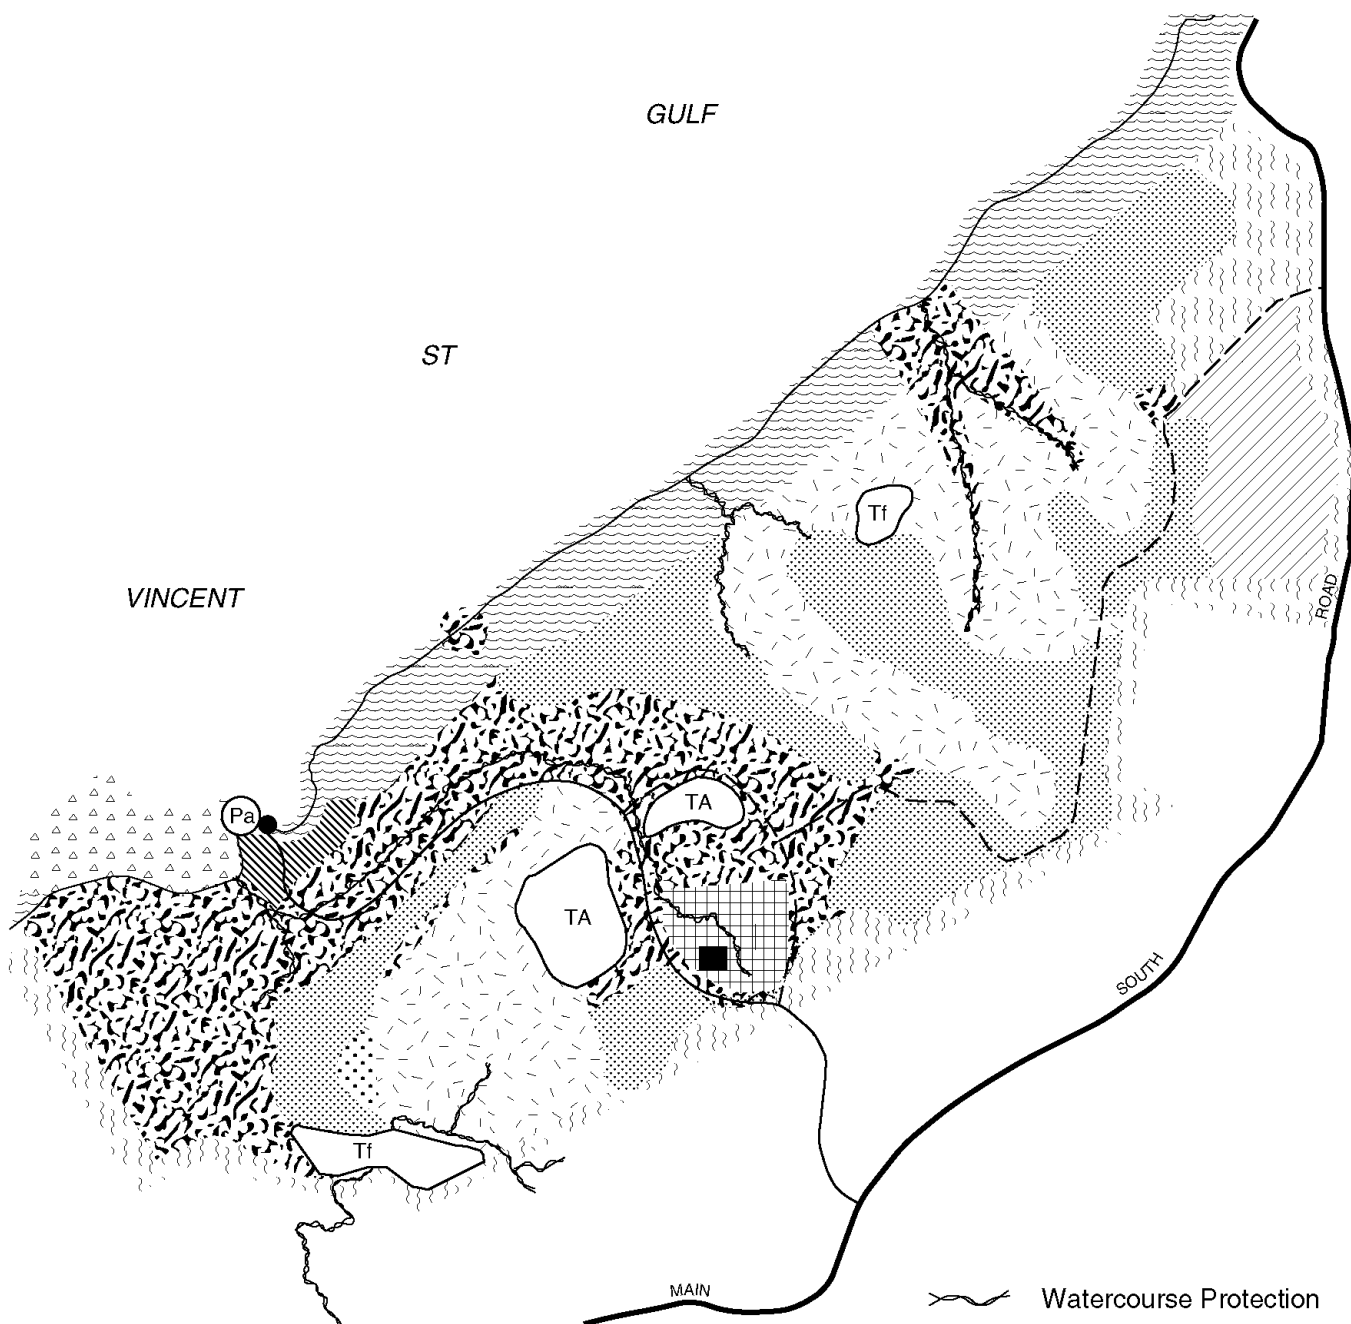 GULF
ST
VINCENT
Tf
TA
Pa
TA
Tf
ROAD
SOUTH
MAIN
Watercourse Protection